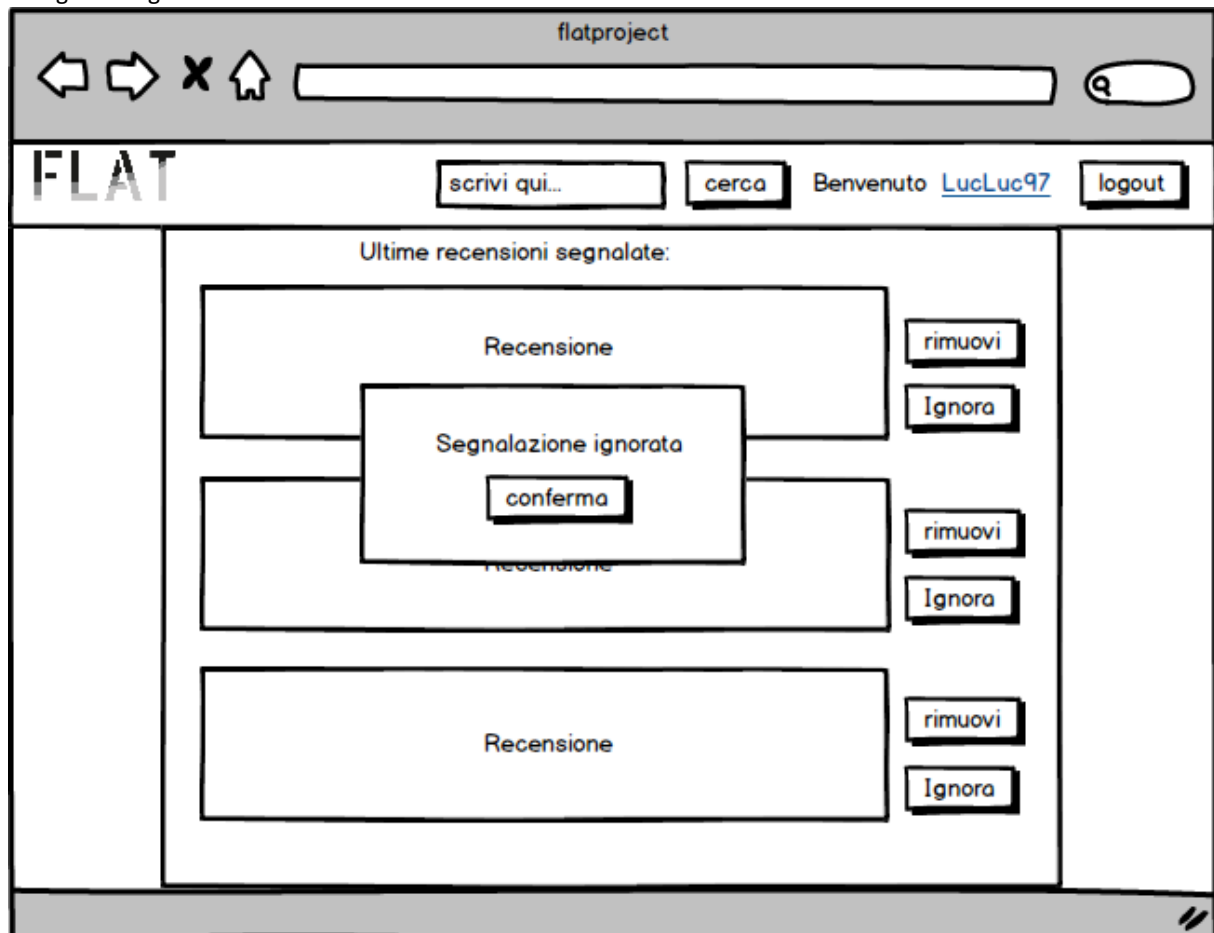 flatproject
FLAT
scrivi qui...
cerca
Benvenuto LucLuc97
logout
Ultime recensioni segnalate:
Recensione
rimuovi
Ignora
Segnalazione ignorata
conferma
rimuovi
Recensione
Ignora
Recensione
rimuovi
Ignora